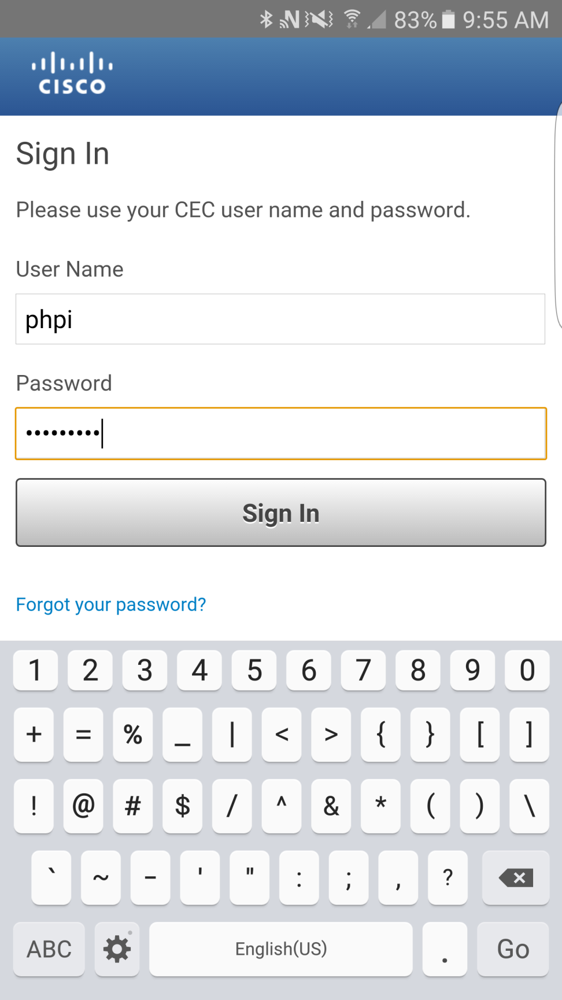 83% 9:55 AM
CISCO
Sign In
Please use your CEC user name and password.
User Name
phpi
Password
•••••••••
Sign In
Forgot your password?
1 2 3 4 5 6 7 8 9 0
+ = % _ | < > { } [ ]
! @ # $ / ^ & * ( ) \
` ~ - ' " : ; , ?
ABC English(US) . Go